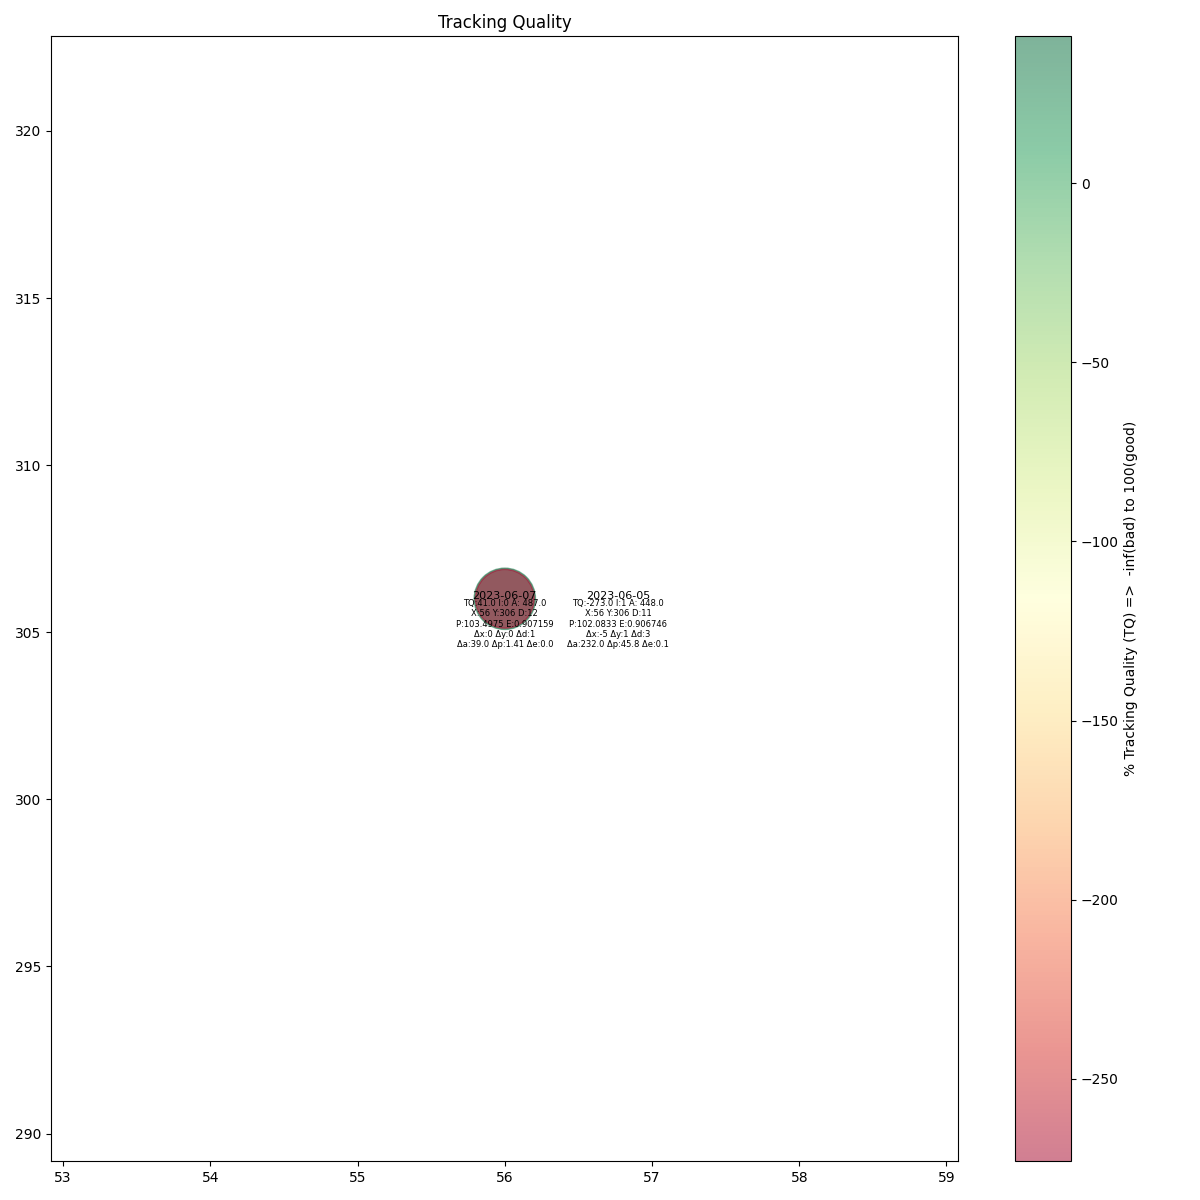 Tracking Quality
320
315
310
305
300
295
290
53
54
55
56
57
58
59
2023-06-07
TQ:41.0 I:0 A: 487.0
X:56 Y:306 D:12
P:103.4975 E:0.907159
Δx:0 Δy:0 Δd:1
Δa:39.0 Δp:1.41 Δe:0.0
2023-06-05
TQ:-273.0 I:1 A: 448.0
X:56 Y:306 D:11
P:102.0833 E:0.906746
Δx:-5 Δy:1 Δd:3
Δa:232.0 Δp:45.8 Δe:0.1
0
−50
−100
−150
−200
−250
% Tracking Quality (TQ) => -inf(bad) to 100(good)